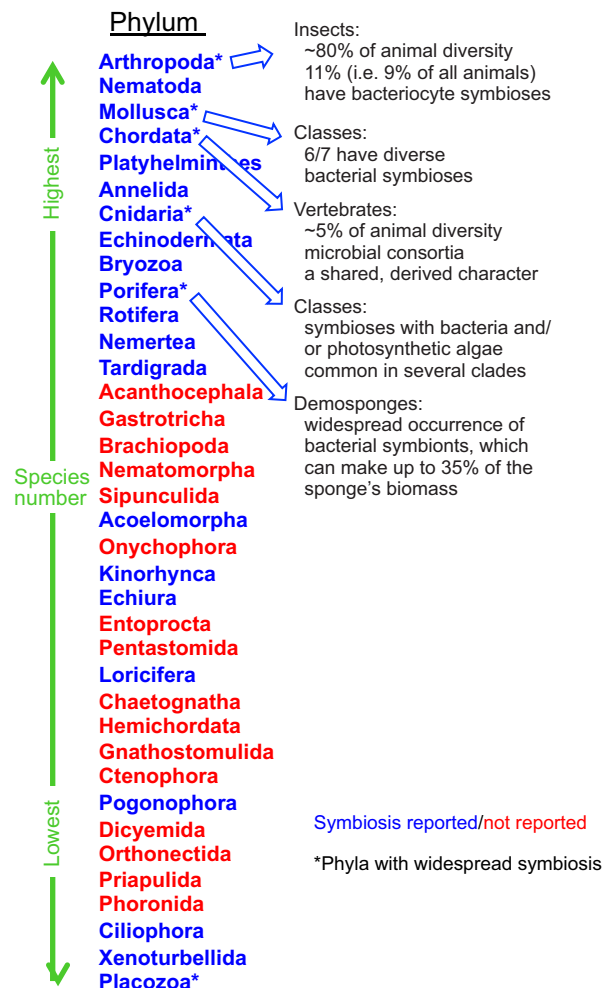 Phylum
Arthropoda*
Nematoda
Mollusca*
Chordata*
Platyhelminthes
Annelida
Cnidaria*
Echinodermata
Bryozoa
Porifera*
Rotifera
Nemertea
Tardigrada
Acanthocephala
Gastrotricha
Brachiopoda
Nematomorpha
Sipunculida
Acoelomorpha
Onychophora
Kinorhynca
Echiura
Entoprocta
Pentastomida
Loricifera
Chaetognatha
Hemichordata
Gnathostomulida
Ctenophora
Pogonophora
Dicyemida
Orthonectida
Priapulida
Phoronida
Ciliophora
Xenoturbellida
Placozoa*
Highest
Species
number
Lowest
Insects:
~80% of animal diversity
11% (i.e. 9% of all animals)
have bacteriocyte symbioses
Classes:
6/7 have diverse
bacterial symbioses
Vertebrates:
~5% of animal diversity
microbial consortia
a shared, derived character
Classes:
symbioses with bacteria and/
or photosynthetic algae
common in several clades
Demosponges:
widespread occurrence of
bacterial symbionts, which
can make up to 35% of the
sponge's biomass
Symbiosis reported/not reported
*Phyla with widespread symbiosis